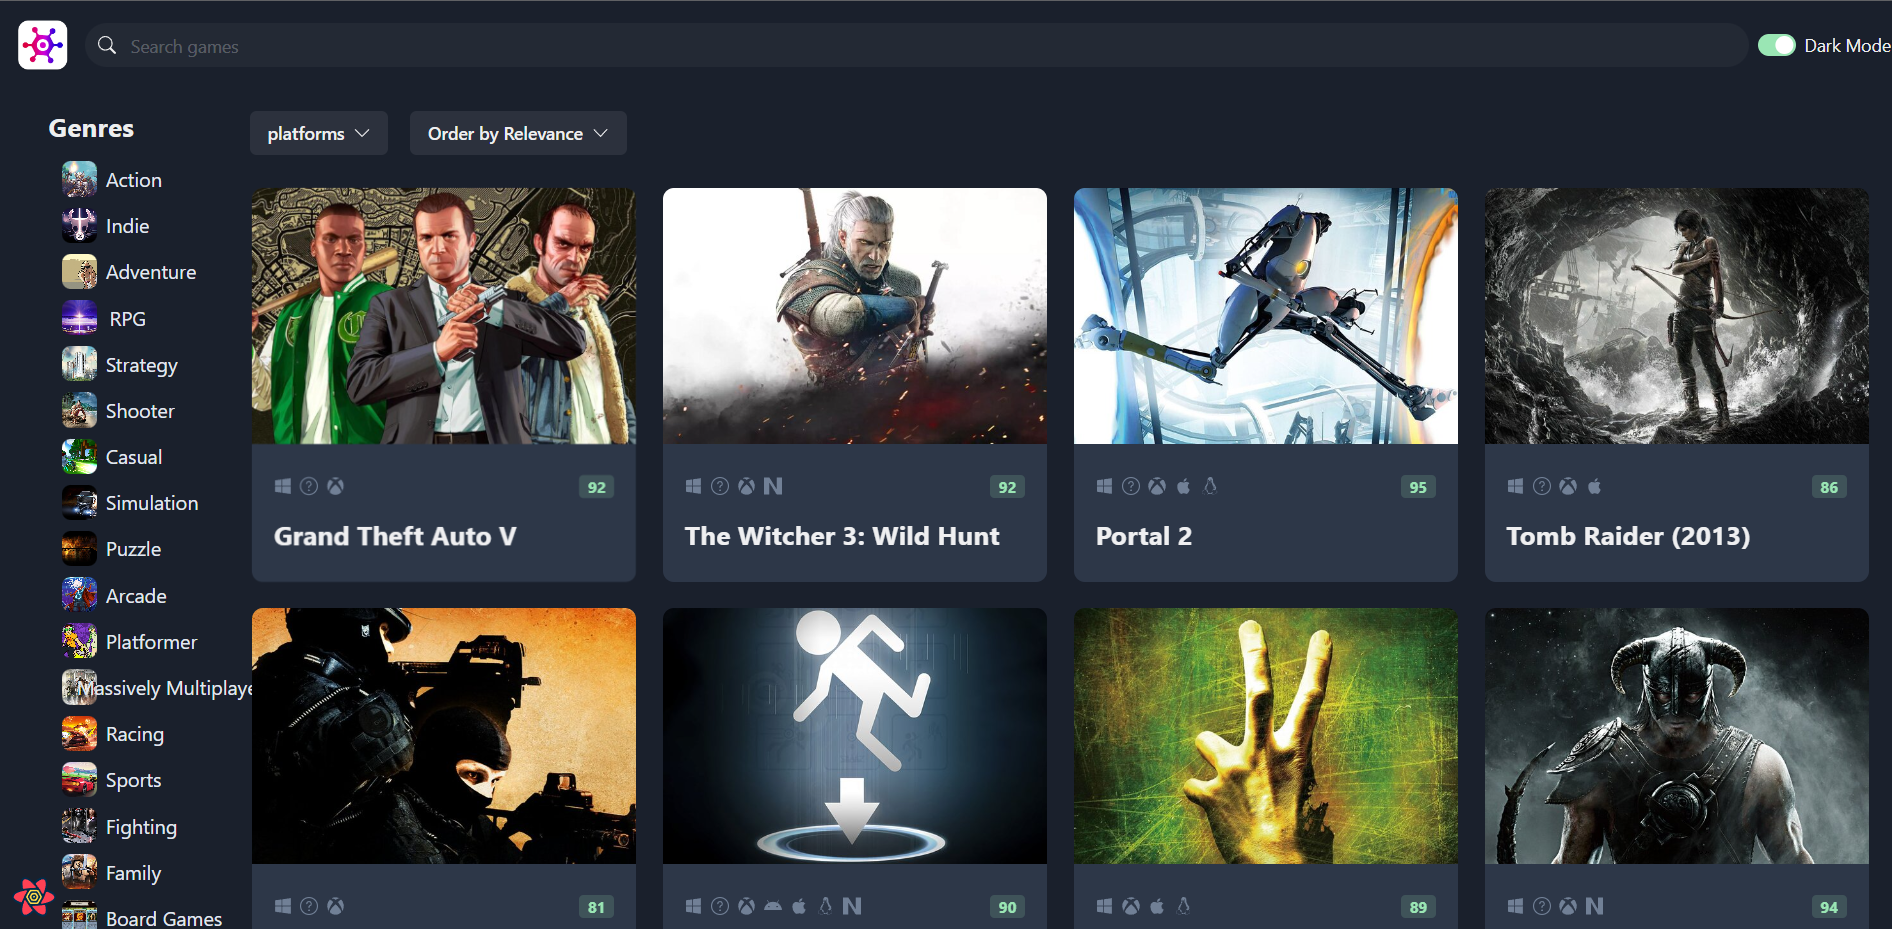 Search games
Dark Mode
Genres
platforms
Order by Relevance
Action
Indie
Adventure
RPG
Strategy
Shooter
Casual
Simulation
Puzzle
Arcade
Platformer
Massively Multiplaye
Racing
Sports
Fighting
Family
Board Games
92
Grand Theft Auto V
92
The Witcher 3: Wild Hunt
95
Portal 2
86
Tomb Raider (2013)
81
90
89
94